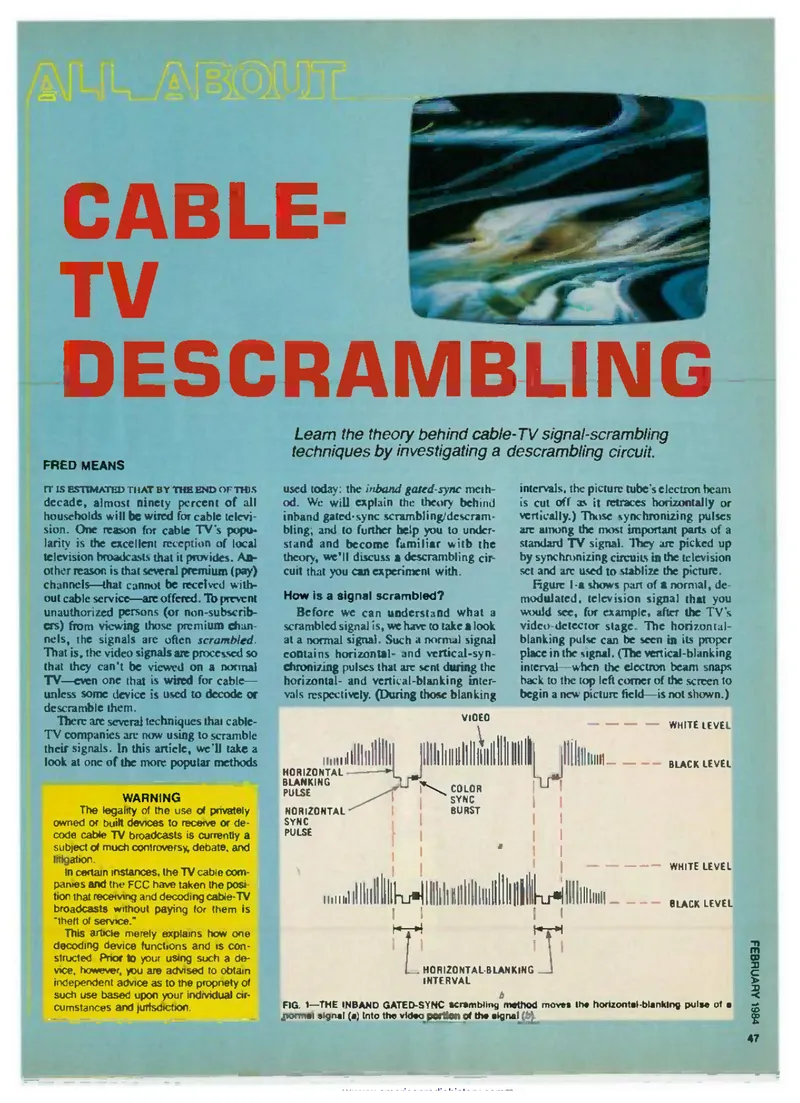 ALL ABOUT
CABLE-
TV
DESCRAMBLING
Learn the theory behind cable-TV signal-scrambling
techniques by investigating a descrambling circuit.
FRED MEANS
IT IS ESTIMATED THAT BY THE END OF THIS
decade, almost ninety percent of all
households will be wired for cable televi-
sion. One reason for cable TV's popu-
larity is the excellent reception of local
television broadcasts that it provides. An-
other reason is that several premium (pay)
channels—that cannot be received with-
out cable service—are offered. To prevent
unauthorized persons (or non-subscrib-
ers) from viewing those premium chan-
nels, the signals are often scrambled.
That is, the video signals are processed so
that they can't be viewed on a normal
TV—even one that is wired for cable—
unless some device is used to decode or
descramble them.
There are several techniques that cable-
TV companies are now using to scramble
their signals. In this article, we'll take a
look at one of the more popular methods
WARNING
The legality of the use of privately
owned or built devices to receive or de-
code cable TV broadcasts is currently a
subject of much controversy, debate, and
litigation.
In certain instances, the TV cable com-
panies and the FCC have taken the posi-
tion that receiving and decoding cable-TV
broadcasts without paying for them is
"theft of service."
This article merely explains how one
decoding device functions and is con-
structed. Prior to your using such a de-
vice, however, you are advised to obtain
independent advice as to the propriety of
such use based upon your individual cir-
cumstances and jurisdiction.
used today: the inband gated-sync meth-
od. We will explain the theory behind
inband gated-sync scrambling/descram-
bling; and to further help you to under-
stand and become familiar with the
theory, we'll discuss a descrambling cir-
cuit that you can experiment with.
How is a signal scrambled?
Before we can understand what a
scrambled signal is, we have to take a look
at a normal signal. Such a normal signal
contains horizontal- and vertical-syn-
chronizing pulses that are sent during the
horizontal- and vertical-blanking inter-
vals respectively. (During those blanking
intervals, the picture tube's electron beam
is cut off as it retraces horizontally or
vertically.) Those synchronizing pulses
are among the most important parts of a
standard TV signal. They are picked up
by synchronizing circuits in the television
set and are used to stablize the picture.
Figure 1-a shows part of a normal, de-
modulated, television signal that you
would see, for example, after the TV's
video-detector stage. The horizontal-
blanking pulse can be seen in its proper
place in the signal. (The vertical-blanking
interval—when the electron beam snaps
back to the top left corner of the screen to
begin a new picture field—is not shown.)
VIDEO
WHITE LEVEL
BLACK LEVEL
HORIZONTAL
BLANKING
PULSE
HORIZONTAL
SYNC
PULSE
COLOR
SYNC
BURST
a
WHITE LEVEL
BLACK LEVEL
HORIZONTAL-BLANKING
INTERVAL
b
FIG. 1—THE INBAND GATED-SYNC scrambling method moves the horizontal-blanking pulse of a
normal signal (a) into the video portion of the signal (b).
FEBRUARY 1984
47